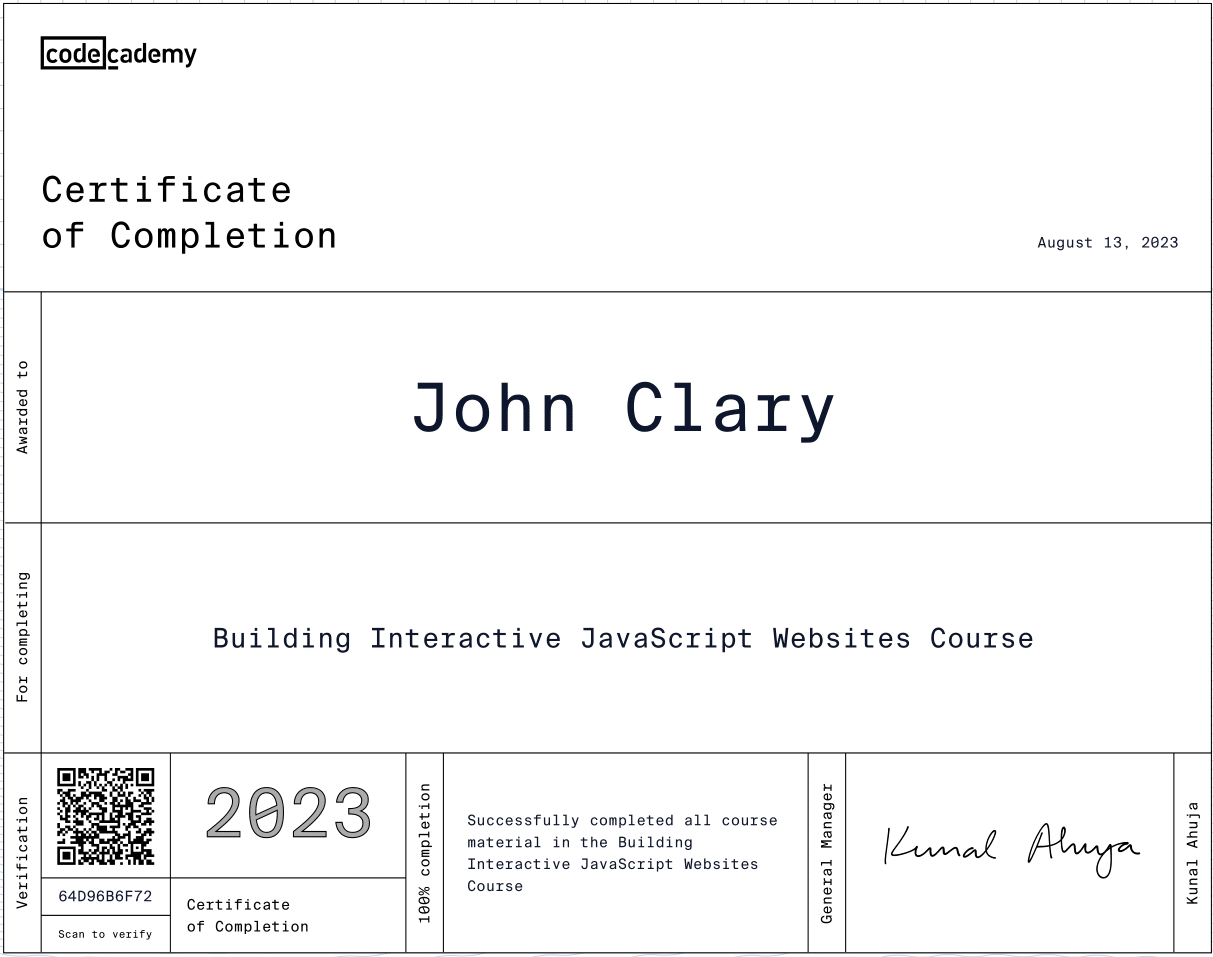 codecademy
Certificate
of Completion
August 13, 2023
Awarded to
John Clary
For completing
Building Interactive JavaScript Websites Course
Verification
64D96B6F72
Scan to verify
2023
Certificate
of Completion
100% completion
Successfully completed all course
material in the Building
Interactive JavaScript Websites
Course
General Manager
Kunal Ahuja
Kunal Ahuja